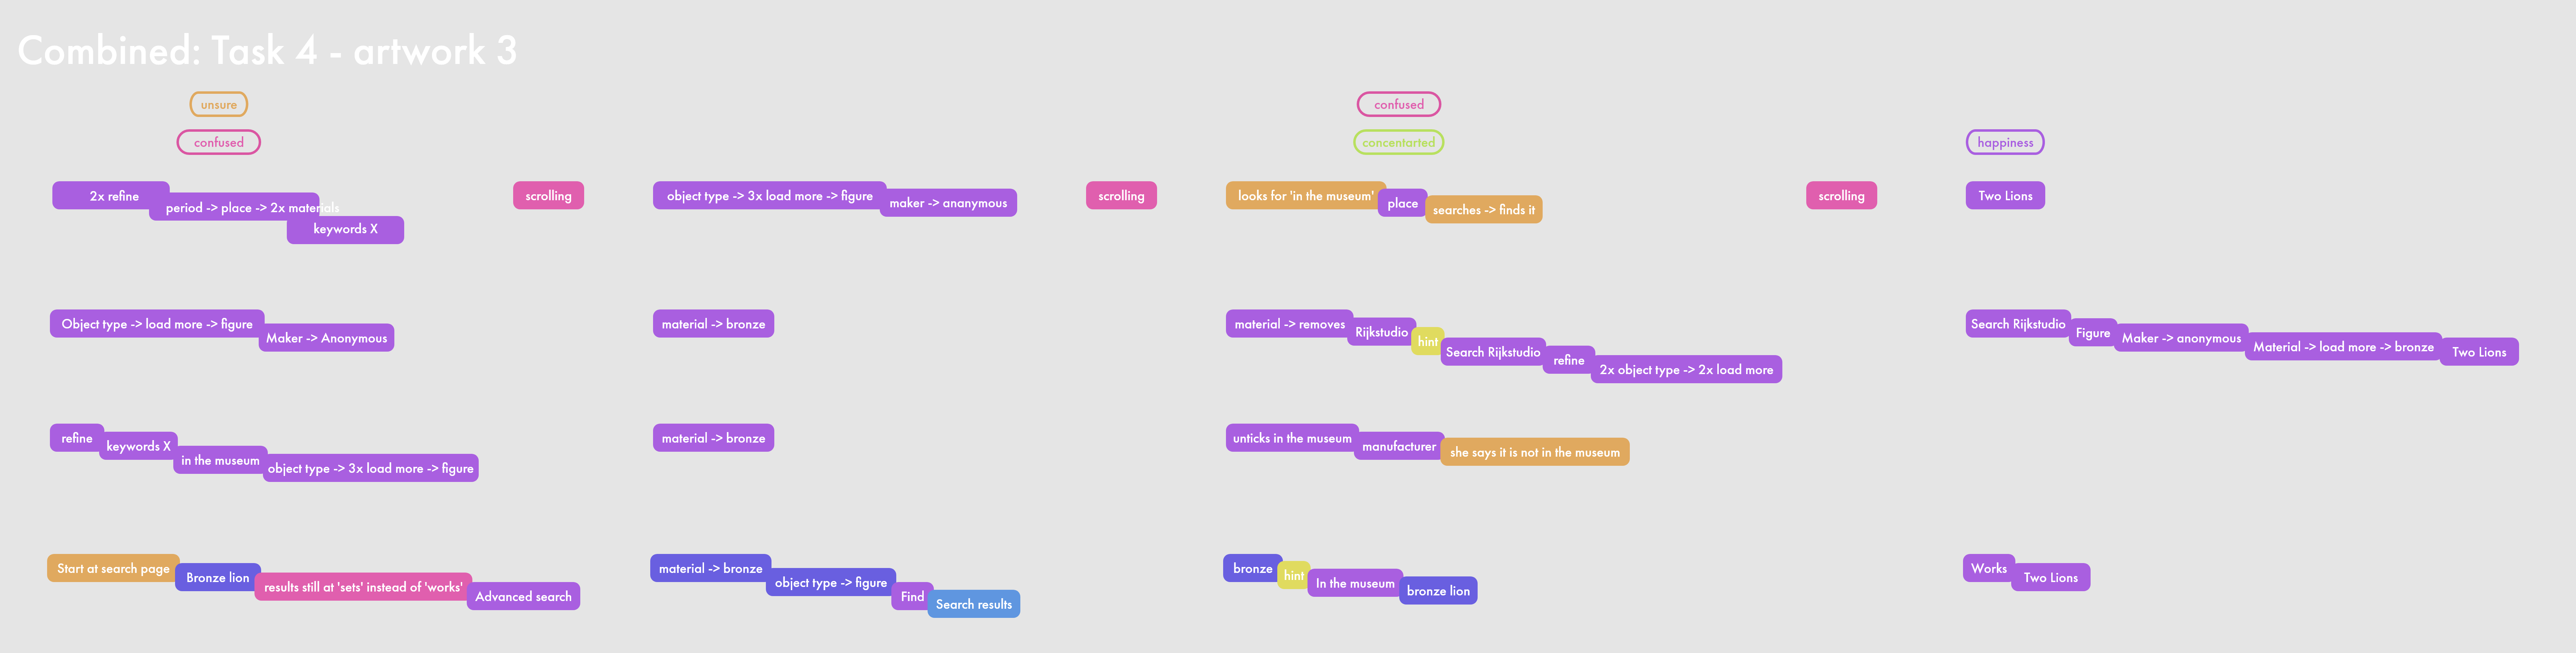 Combined: Task 4 - artwork 3
unsure
confused
confused
concentarted
happiness
2x refine
period -> place -> 2x materials
keywords X
scrolling
object type -> 3x load more -> figure
maker -> ananymous
scrolling
looks for 'in the museum'
place
searches -> finds it
scrolling
Two Lions
Object type -> load more -> figure
Maker -> Anonymous
material -> bronze
material -> removes
Rijkstudio
hint
Search Rijkstudio
refine
2x object type -> 2x load more
Search Rijkstudio
Figure
Maker -> anonymous
Material -> load more -> bronze
Two Lions
refine
keywords X
in the museum
object type -> 3x load more -> figure
material -> bronze
unticks in the museum
manufacturer
she says it is not in the museum
Start at search page
Bronze lion
results still at 'sets' instead of 'works'
Advanced search
material -> bronze
object type -> figure
Find
Search results
bronze
hint
In the museum
bronze lion
Works
Two Lions